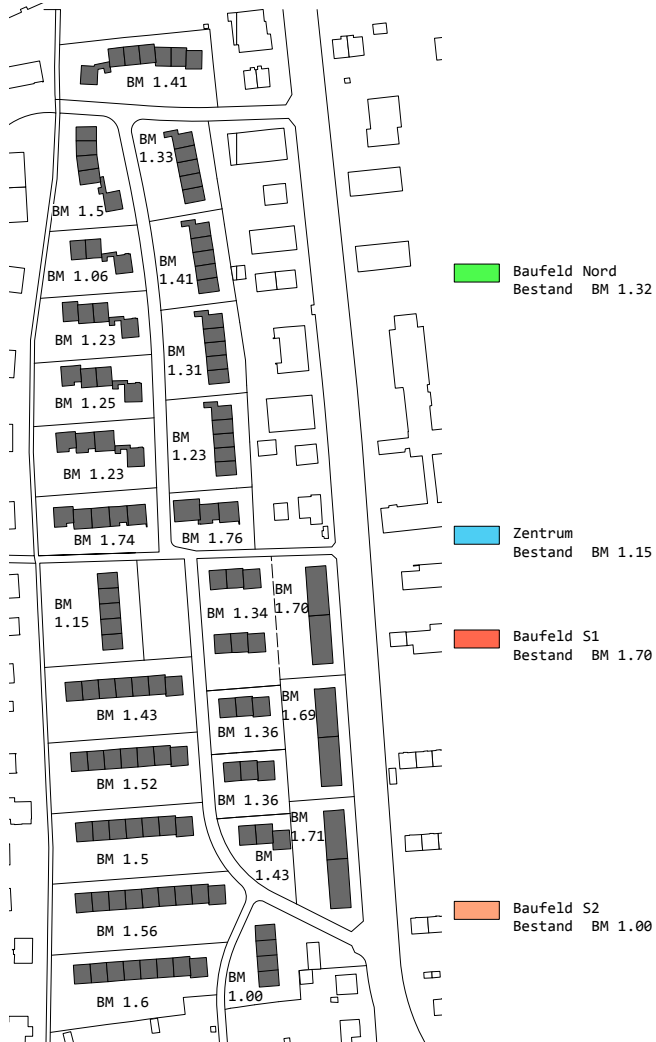 BM 1.41
BM
1.33
BM 1.5
BM 1.06
BM
1.41
BM 1.23
BM
1.31
BM 1.25
BM
1.23
BM 1.23
BM 1.74
BM 1.76
BM
1.15
BM 1.34
BM
1.70
BM 1.43
BM
1.69
BM 1.36
BM 1.52
BM 1.36
BM 1.5
BM
1.71
BM
1.43
BM 1.56
BM 1.6
BM
1.00
Baufeld Nord
Bestand BM 1.32
Zentrum
Bestand BM 1.15
Baufeld S1
Bestand BM 1.70
Baufeld S2
Bestand BM 1.00